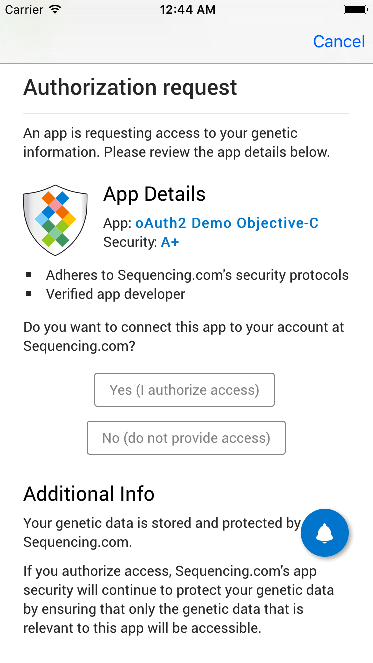 Carrier 12:44 AM
Cancel
Authorization request
An app is requesting access to your genetic
information. Please review the app details below.
App Details
App: oAuth2 Demo Objective-C
Security: A+
Adheres to Sequencing.com's security protocols
Verified app developer
Do you want to connect this app to your account at
Sequencing.com?
Yes (I authorize access)
No (do not provide access)
Additional Info
Your genetic data is stored and protected by
Sequencing.com.
If you authorize access, Sequencing.com's app
security will continue to protect your genetic data
by ensuring that only the genetic data that is
relevant to this app will be accessible.